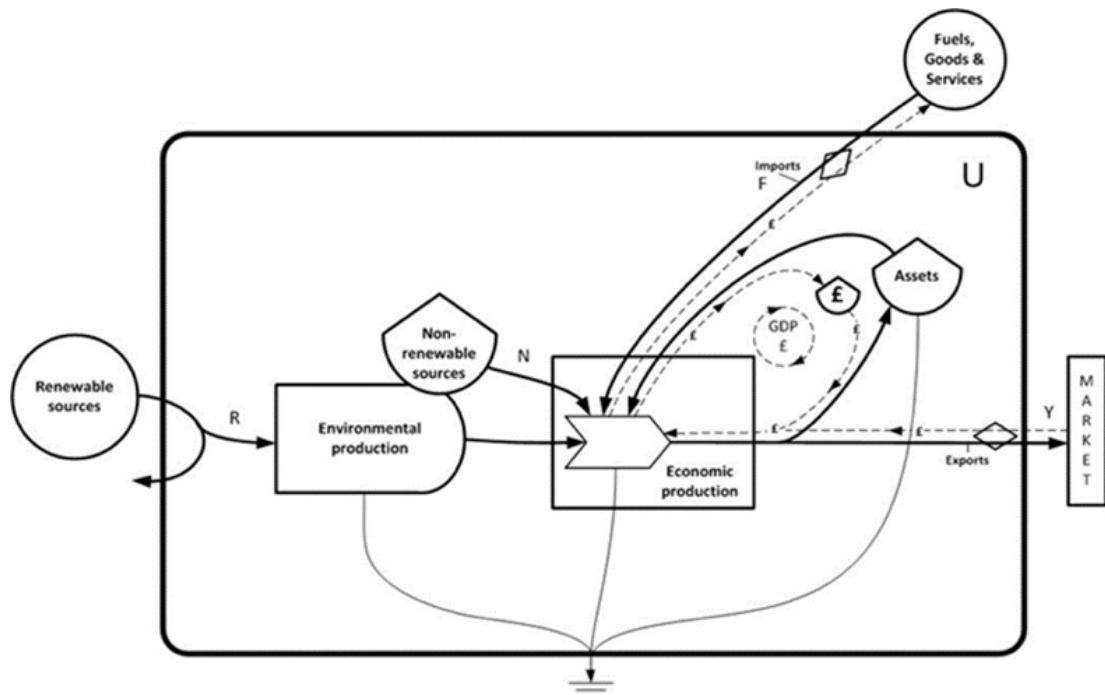 Fuels,
Goods &
Services
Imports
F
U
£
Assets
£
£
£
GDP
£
Non-
renewable
sources
N
Renewable
sources
R
Environmental
production
£
£
Y
Exports
Economic
production
M
A
R
K
E
T